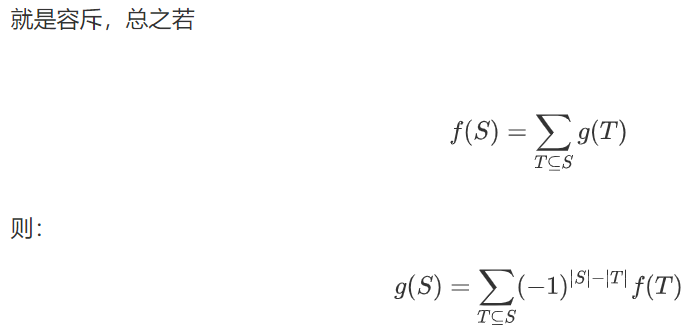 就是容斥，总之若
f(S) = ∑_{T⊆S} g(T)
则：
g(S) = ∑_{T⊆S} (−1)^{|S|−|T|} f(T)